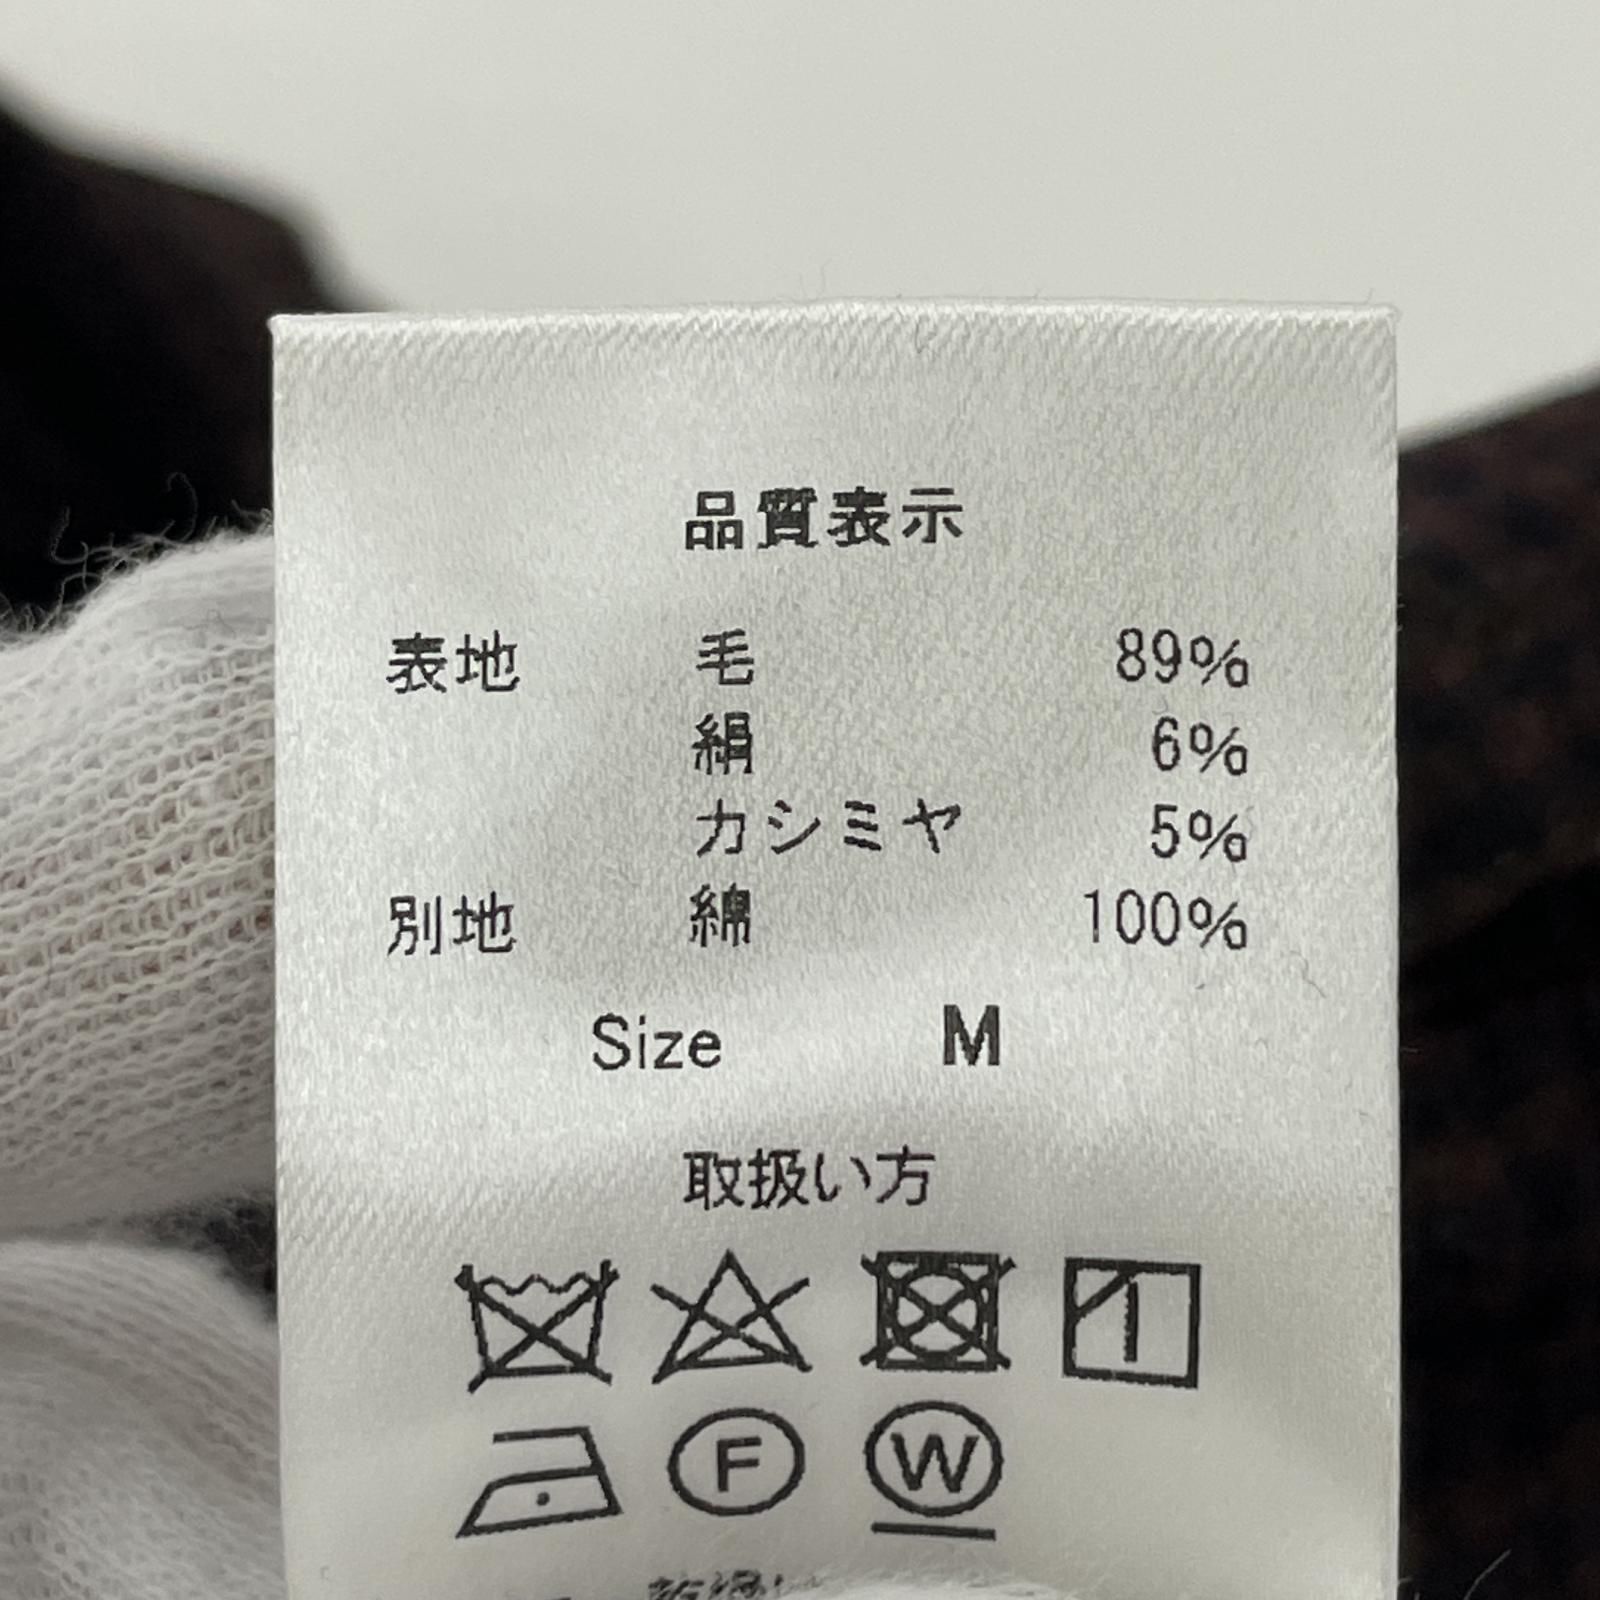 品質表示
表地 毛 89%
絹 6%
カシミヤ 5%
別地 綿 100%
Size M
取扱い方
F W